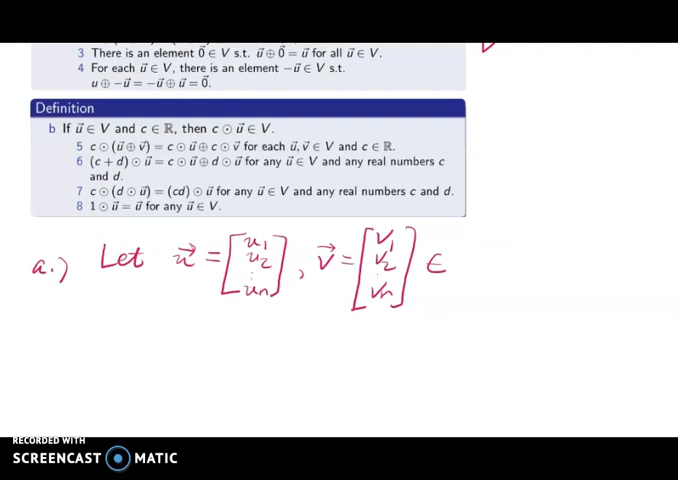 3 There is an element 0⃗ ∈ V s.t. u⃗ ⊕ 0⃗ = u⃗ for all u⃗ ∈ V.
4 For each u⃗ ∈ V, there is an element −u⃗ ∈ V s.t.
u ⊕ −u⃗ = −u⃗ ⊕ u⃗ = 0⃗.
Definition
b If u⃗ ∈ V and c ∈ ℝ, then c ⊙ u⃗ ∈ V.
5 c ⊙ (u⃗ ⊕ v⃗) = c ⊙ u⃗ ⊕ c ⊙ v⃗ for each u⃗, v⃗ ∈ V and c ∈ ℝ.
6 (c + d) ⊙ u⃗ = c ⊙ u⃗ ⊕ d ⊙ u⃗ for any u⃗ ∈ V and any real numbers c
and d.
7 c ⊙ (d ⊙ u⃗) = (cd) ⊙ u⃗ for any u⃗ ∈ V and any real numbers c and d.
8 1 ⊙ u⃗ = u⃗ for any u⃗ ∈ V.
a.) Let u⃗ = [u₁ u₂ ⋮ uₙ], v⃗ = [v₁ v₂ ⋮ vₙ] ∈
RECORDED WITH
SCREENCAST MATIC